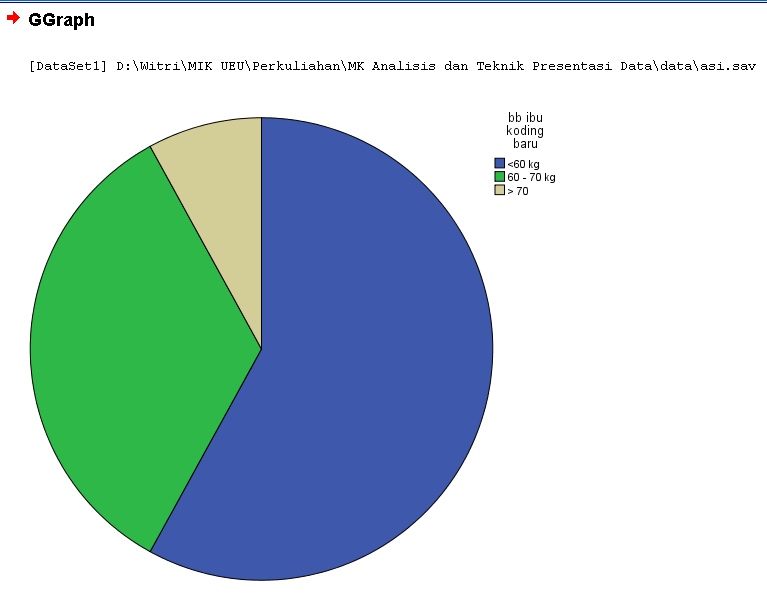 GGraph
[DataSet1] D:\Witri\MIK UEU\Perkuliahan\MK Analisis dan Teknik Presentasi Data\data\asi.sav
bb ibu
koding
baru
<60 kg
60 - 70 kg
> 70